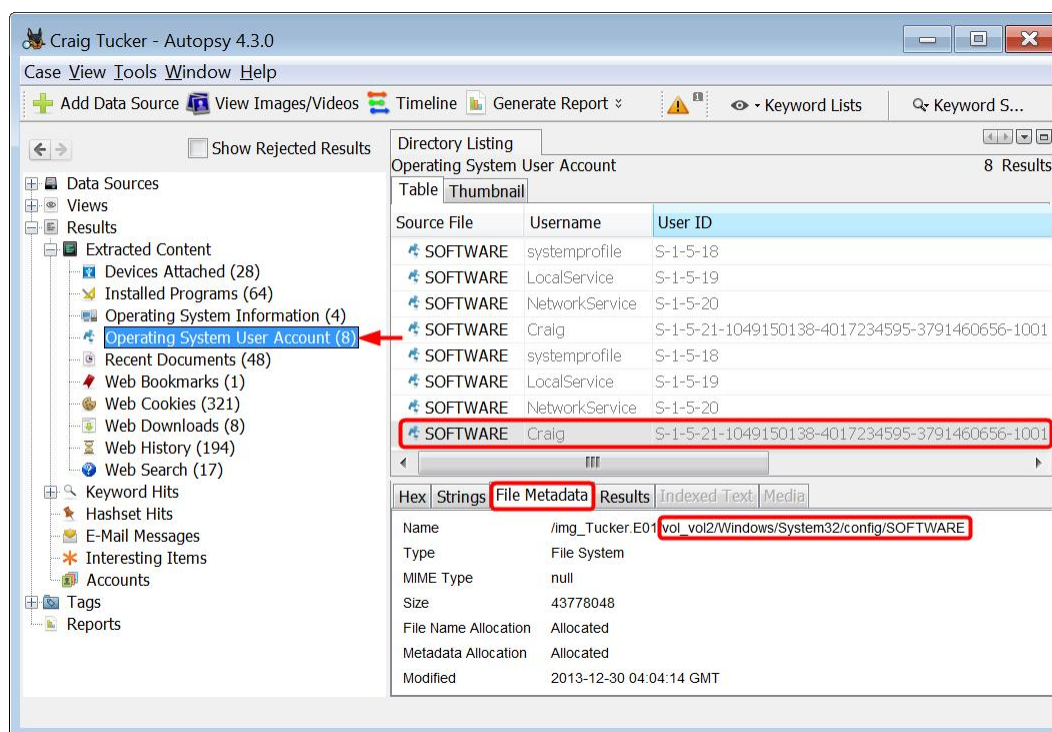 Craig Tucker - Autopsy 4.3.0
Case View Tools Window Help
Add Data Source View Images/Videos Timeline Generate Report Keyword Lists Keyword S...
Show Rejected Results
Data Sources
Views
Results
Extracted Content
Devices Attached (28)
Installed Programs (64)
Operating System Information (4)
Operating System User Account (8)
Recent Documents (48)
Web Bookmarks (1)
Web Cookies (321)
Web Downloads (8)
Web History (194)
Web Search (17)
Keyword Hits
Hashset Hits
E-Mail Messages
Interesting Items
Accounts
Tags
Reports
Directory Listing
Operating System User Account 8 Results
Table Thumbnail
Source File Username User ID
SOFTWARE systemprofile S-1-5-18
SOFTWARE LocalService S-1-5-19
SOFTWARE NetworkService S-1-5-20
SOFTWARE Craig S-1-5-21-1049150138-4017234595-3791460656-1001
SOFTWARE systemprofile S-1-5-18
SOFTWARE LocalService S-1-5-19
SOFTWARE NetworkService S-1-5-20
SOFTWARE Craig S-1-5-21-1049150138-4017234595-3791460656-1001
Hex Strings File Metadata Results Indexed Text Media
Name /img_Tucker.E01/vol_vol2/Windows/System32/config/SOFTWARE
Type File System
MIME Type null
Size 43778048
File Name Allocation Allocated
Metadata Allocation Allocated
Modified 2013-12-30 04:04:14 GMT